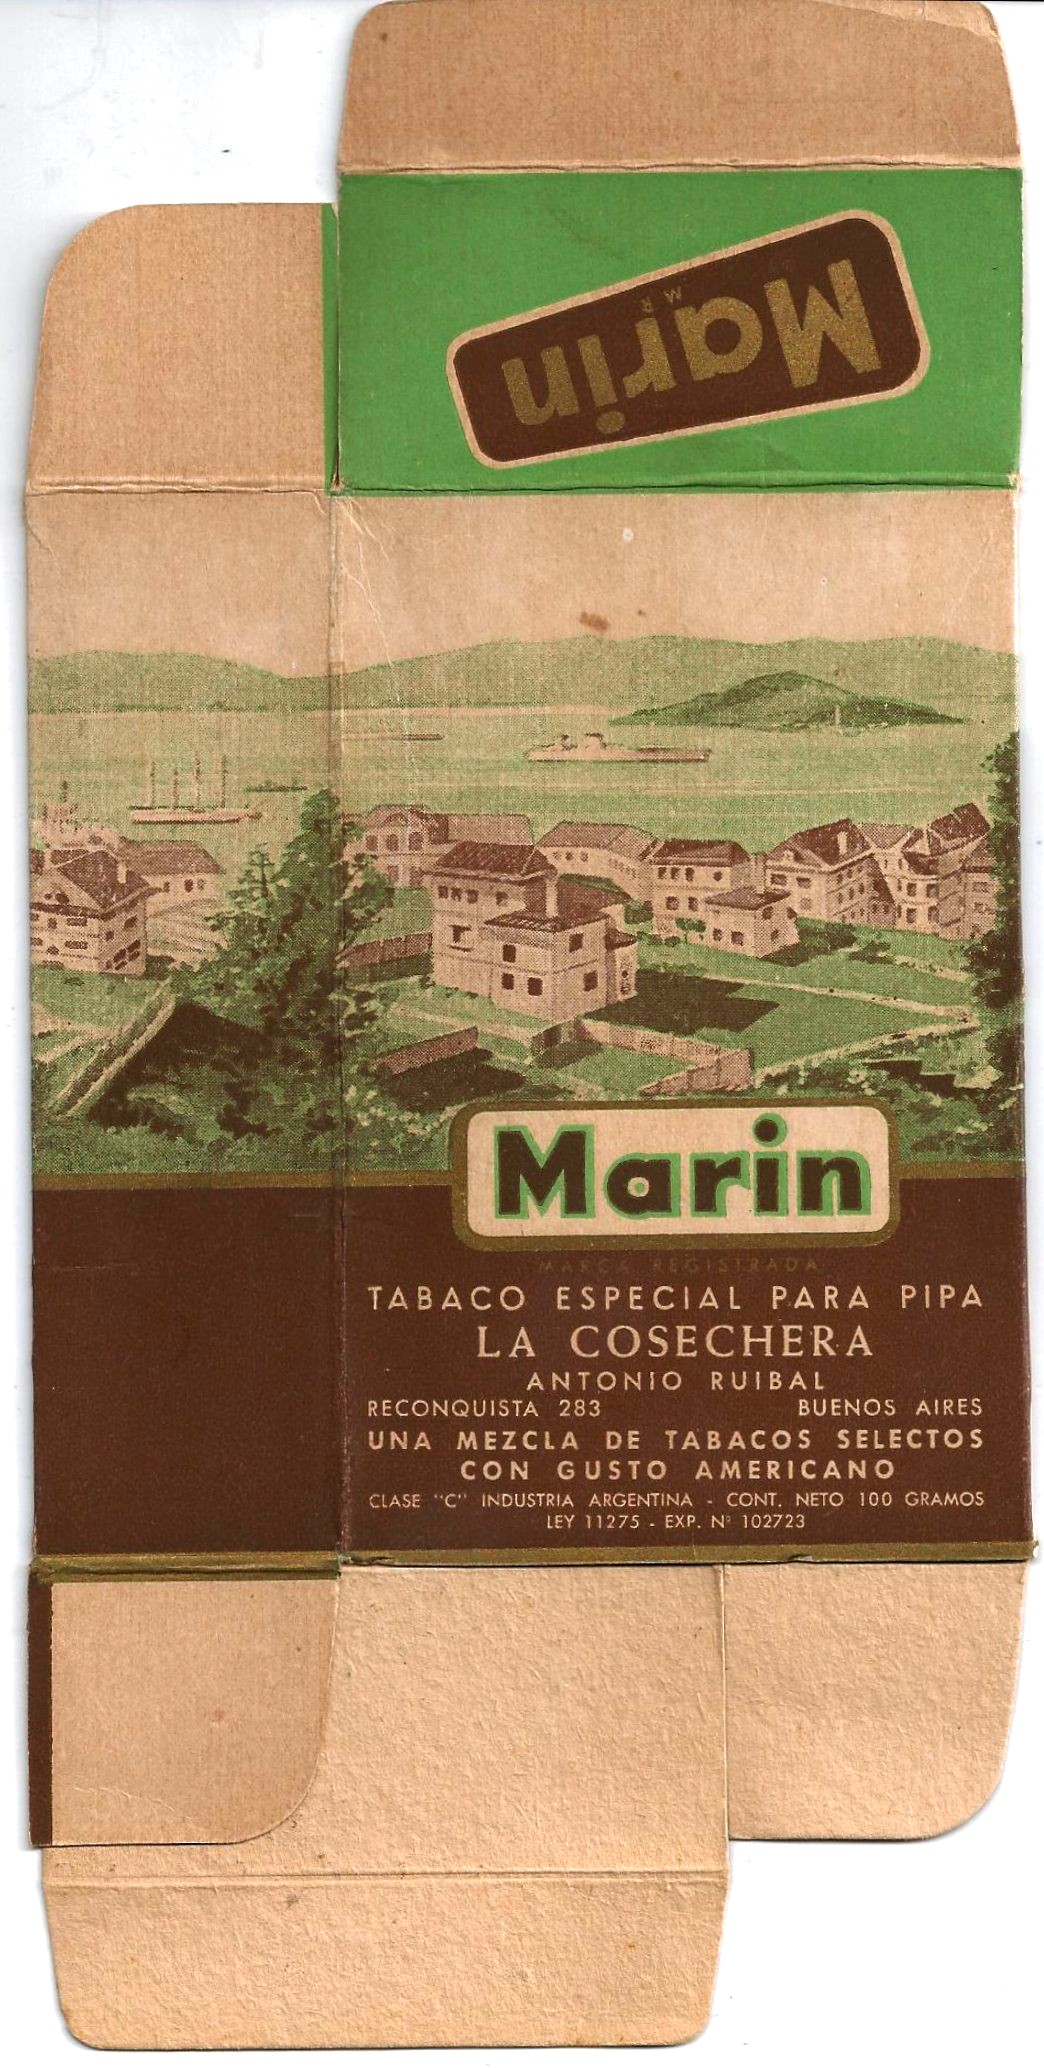 Marin
M R
Marin
MARCA REGISTRADA
TABACO ESPECIAL PARA PIPA
LA COSECHERA
ANTONIO RUIBAL
RECONQUISTA 283 BUENOS AIRES
UNA MEZCLA DE TABACOS SELECTOS
CON GUSTO AMERICANO
CLASE "C" INDUSTRIA ARGENTINA - CONT. NETO 100 GRAMOS
LEY 11275 - EXP. Nº 102723